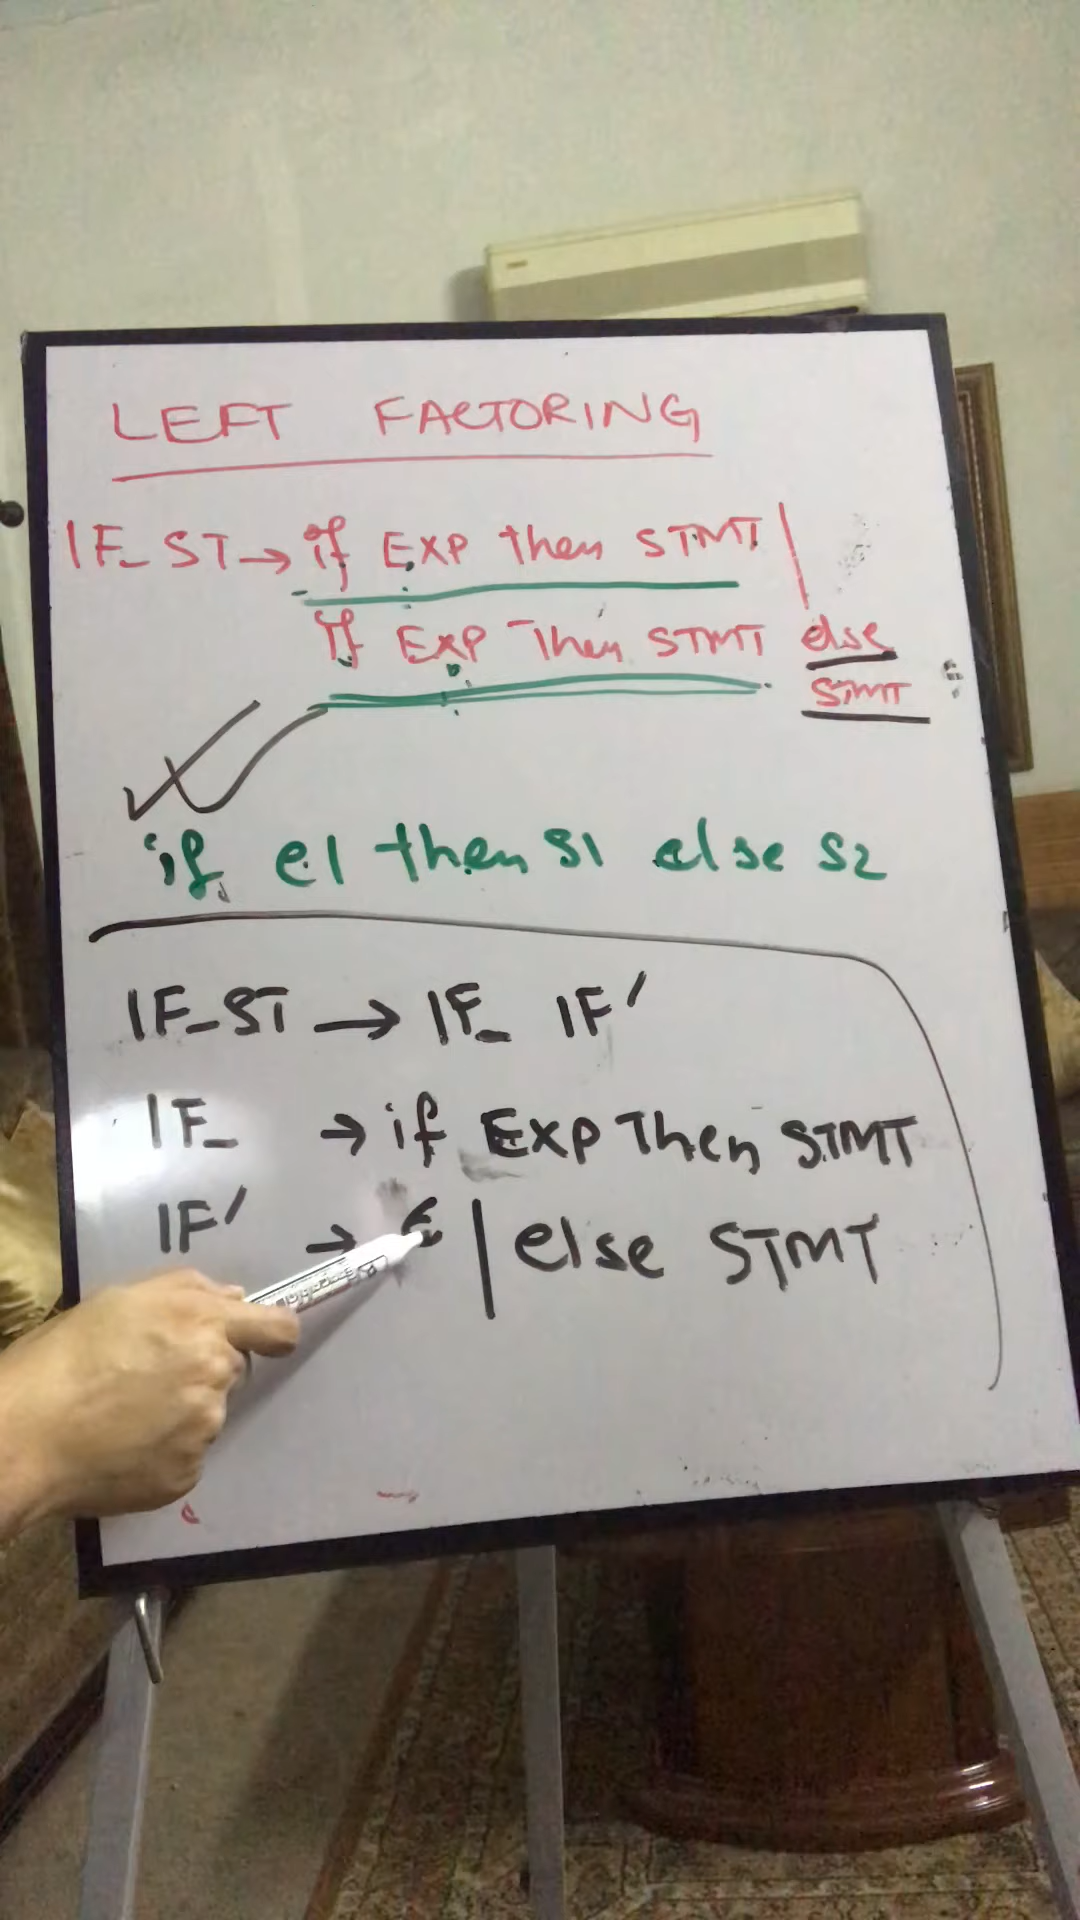 LEFT FACTORING
IF_ST → if EXP then STMT |
If EXP Then STMT else
STMT
if e1 then S1 else S2
IF_ST → IF_ IF'
IF_ → if EXP Then STMT
IF' → ε | else STMT